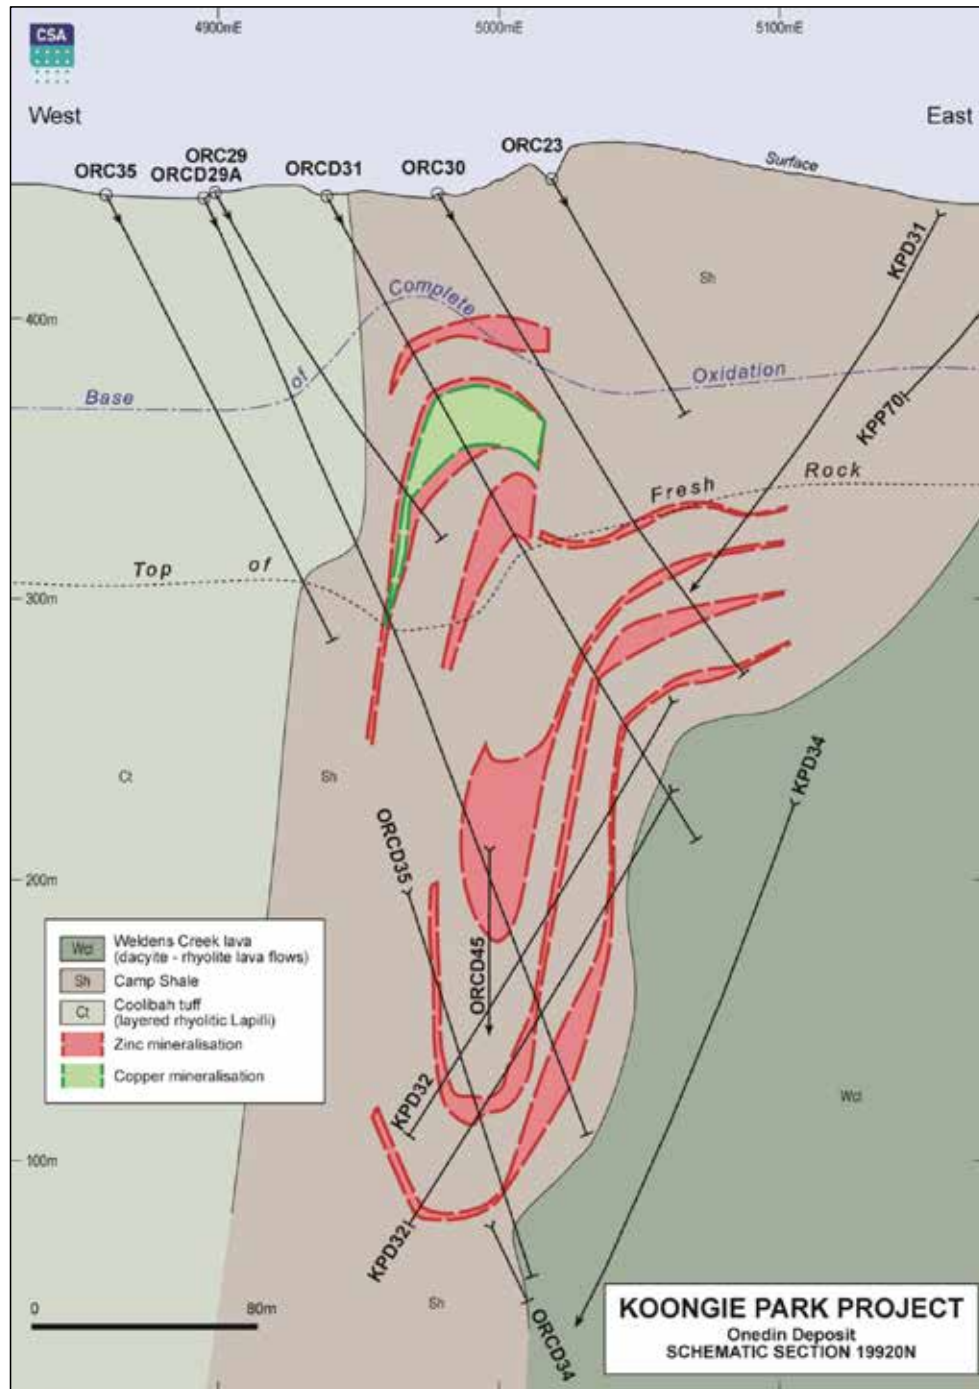 4900mE
5000mE
5100mE
CSA
West
East
ORC35
ORC29
ORCD29A
ORCD31
ORC30
ORC23
Surface
KPD31
Sh
400m
Base of Complete Oxidation
KPP70
Top of Fresh Rock
300m
Ct
Sh
KPD34
ORCD35
200m
ORCD45
Wcl
Weldens Creek lava
(dacyite - rhyolite lava flows)
Sh
Camp Shale
Ct
Coolibah tuff
(layered rhyolitic Lapilli)
Zinc mineralisation
Copper mineralisation
KPD32
Wcl
100m
KPD32
Sh
ORCD34
0
80m
KOONGIE PARK PROJECT
Onedin Deposit
SCHEMATIC SECTION 19920N